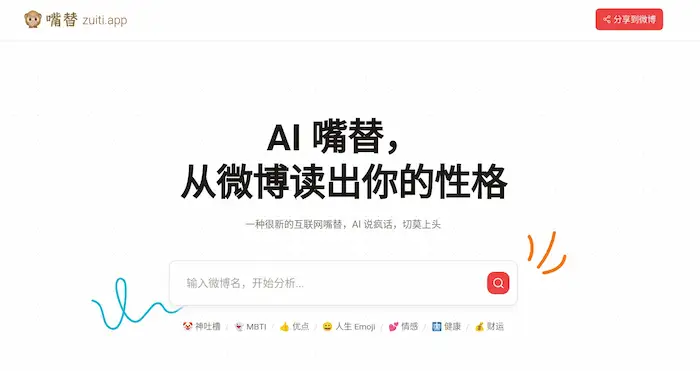 嘴替 zuiti.app
分享到微博
AI 嘴替，
从微博读出你的性格
一种很新的互联网嘴替，AI 说疯话，切莫上头
输入微博名，开始分析...
🤡 神吐槽 / 👻 MBTI / 👍 优点 / 😄 人生 Emoji / 💕 情感 / 🩻 健康 / 💰 财运